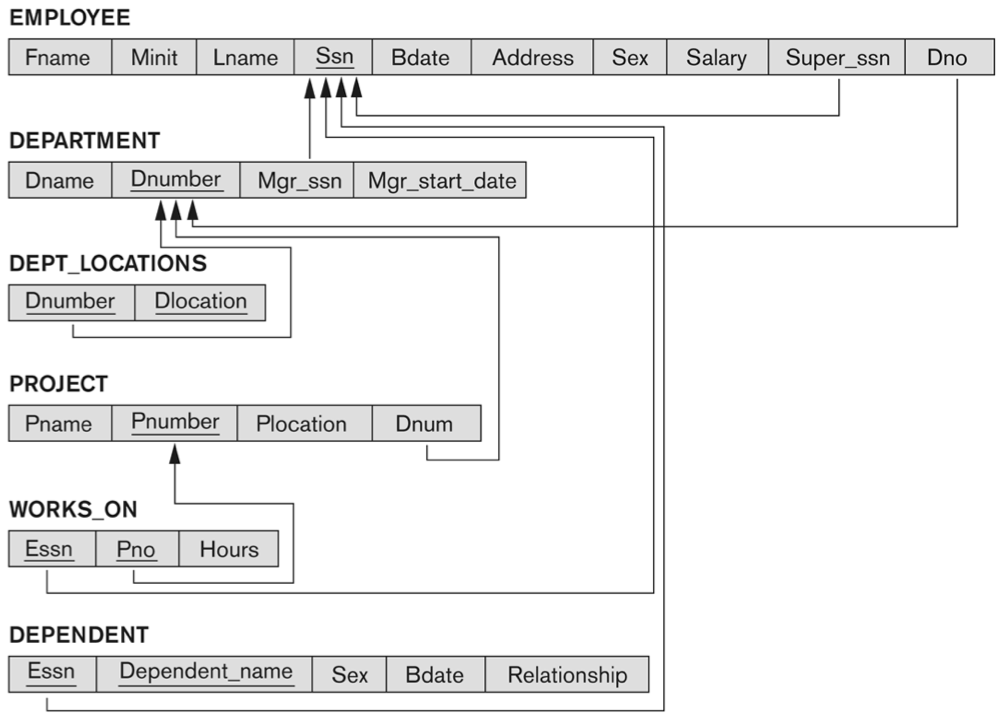 EMPLOYEE
Fname Minit Lname Ssn Bdate Address Sex Salary Super_ssn Dno
DEPARTMENT
Dname Dnumber Mgr_ssn Mgr_start_date
DEPT_LOCATIONS
Dnumber Dlocation
PROJECT
Pname Pnumber Plocation Dnum
WORKS_ON
Essn Pno Hours
DEPENDENT
Essn Dependent_name Sex Bdate Relationship